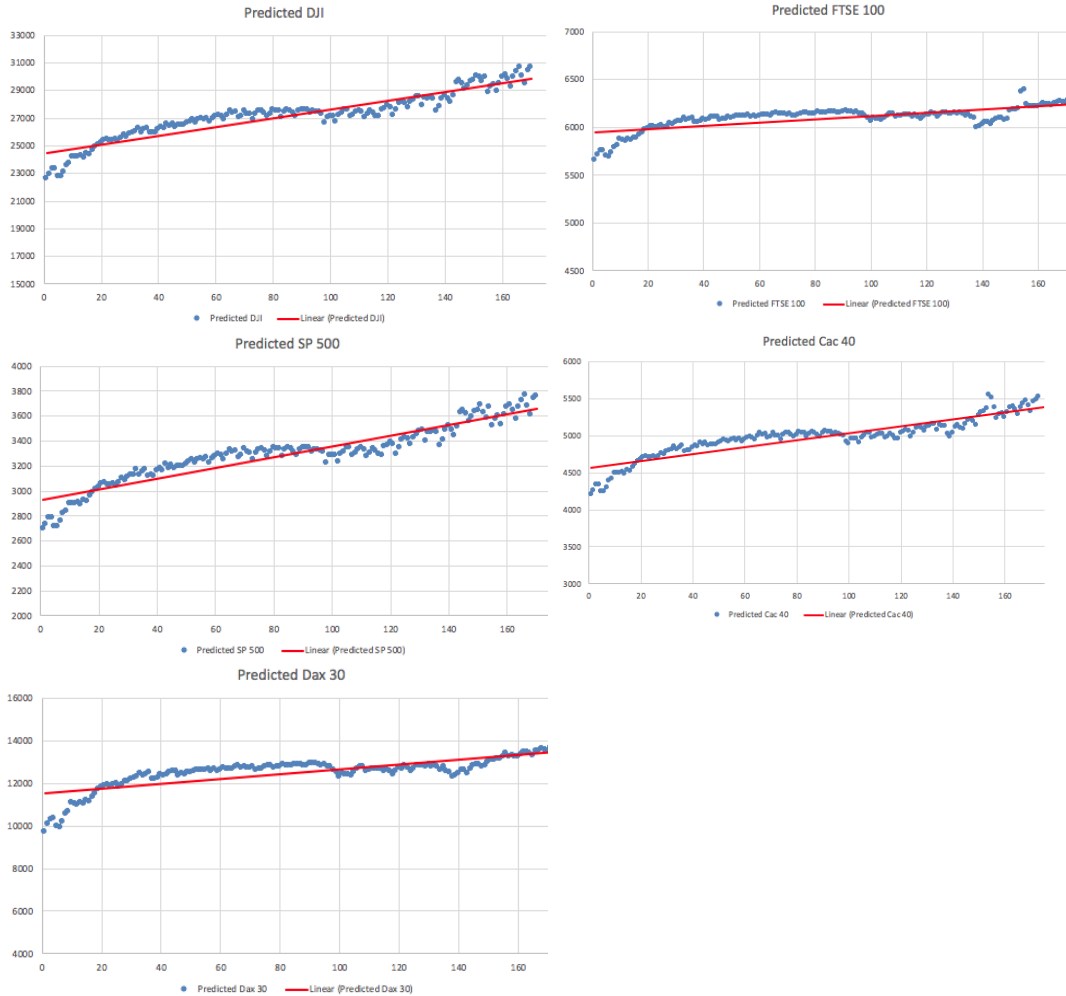 Predicted DJI
33000
31000
29000
27000
25000
23000
21000
19000
17000
15000
0 20 40 60 80 100 120 140 160
Predicted DJI Linear (Predicted DJI)
Predicted FTSE 100
7000
6500
6000
5500
5000
4500
0 20 40 60 80 100 120 140 160
Predicted FTSE 100 Linear (Predicted FTSE 100)
Predicted SP 500
4000
3800
3600
3400
3200
3000
2800
2600
2400
2200
2000
0 20 40 60 80 100 120 140 160
Predicted SP 500 Linear (Predicted SP 500)
Predicted Cac 40
6000
5500
5000
4500
4000
3500
3000
0 20 40 60 80 100 120 140 160
Predicted Cac 40 Linear (Predicted Cac 40)
Predicted Dax 30
16000
14000
12000
10000
8000
6000
4000
0 20 40 60 80 100 120 140 160
Predicted Dax 30 Linear (Predicted Dax 30)